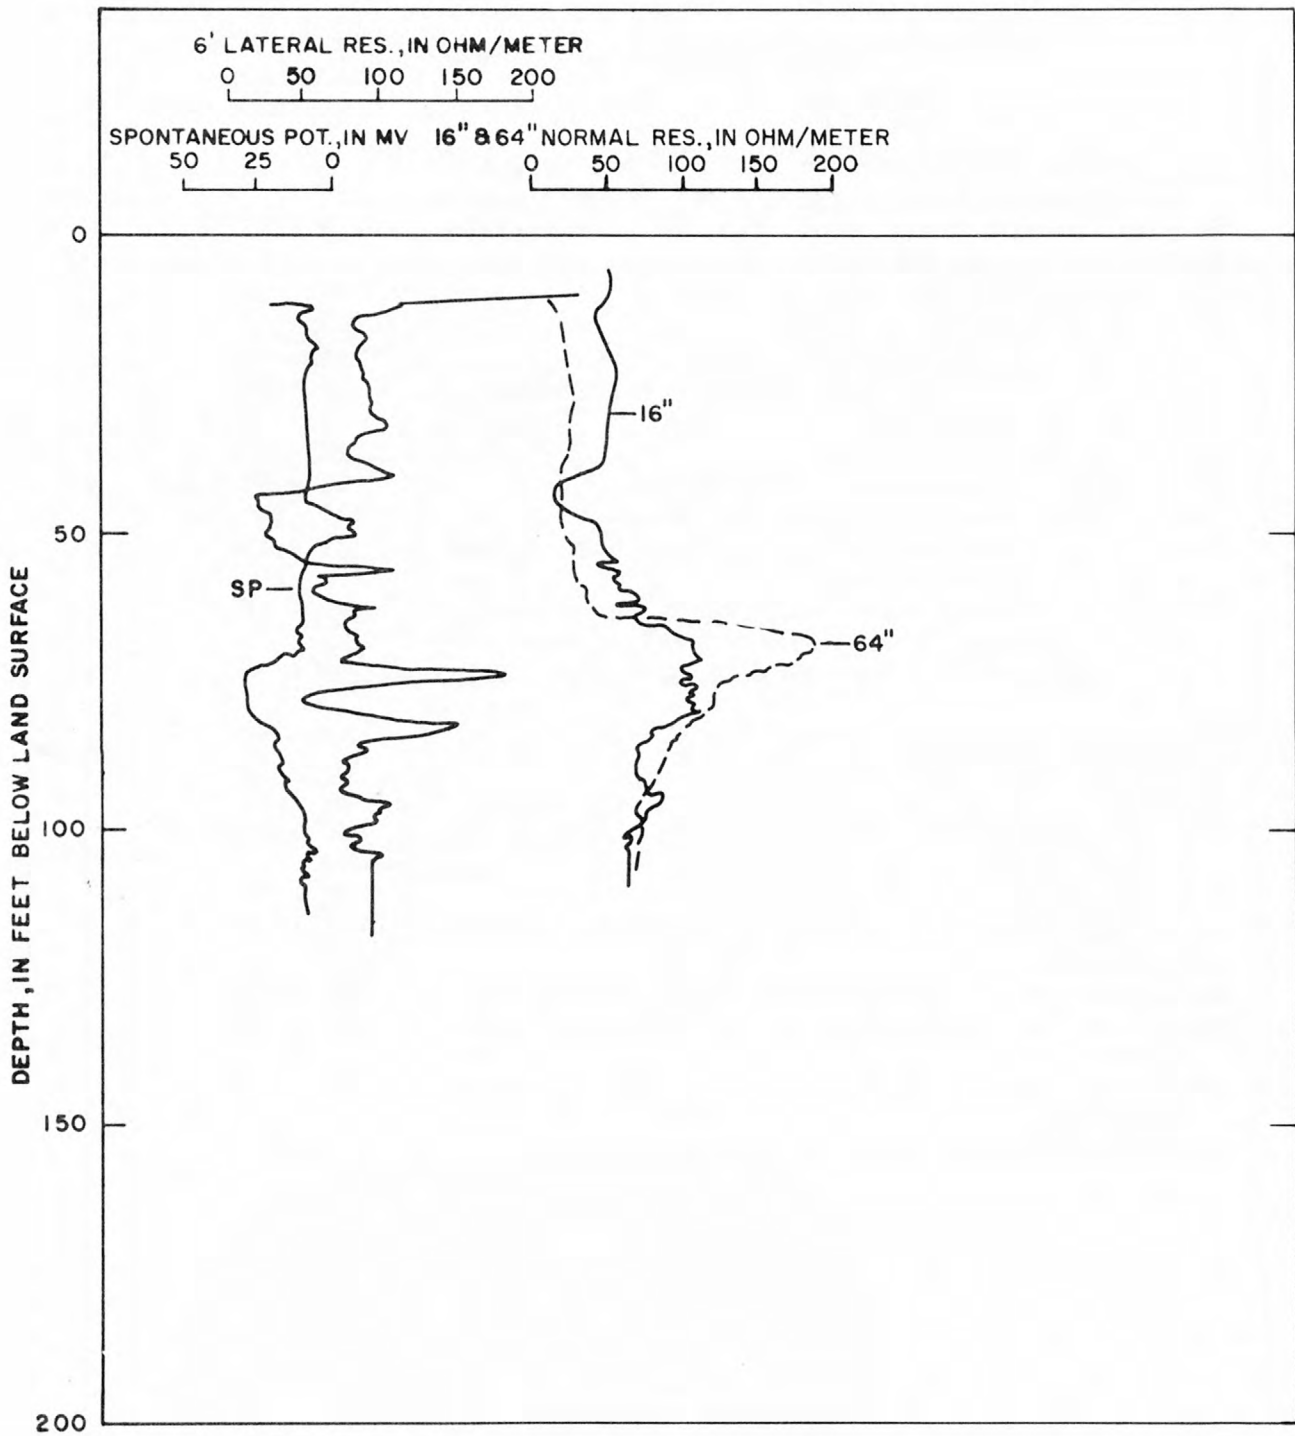 6' LATERAL RES., IN OHM/METER
0 50 100 150 200
SPONTANEOUS POT., IN MV 16" & 64" NORMAL RES., IN OHM/METER
50 25 0 0 50 100 150 200
0
16"
50
SP
64"
100
150
200
DEPTH, IN FEET BELOW LAND SURFACE